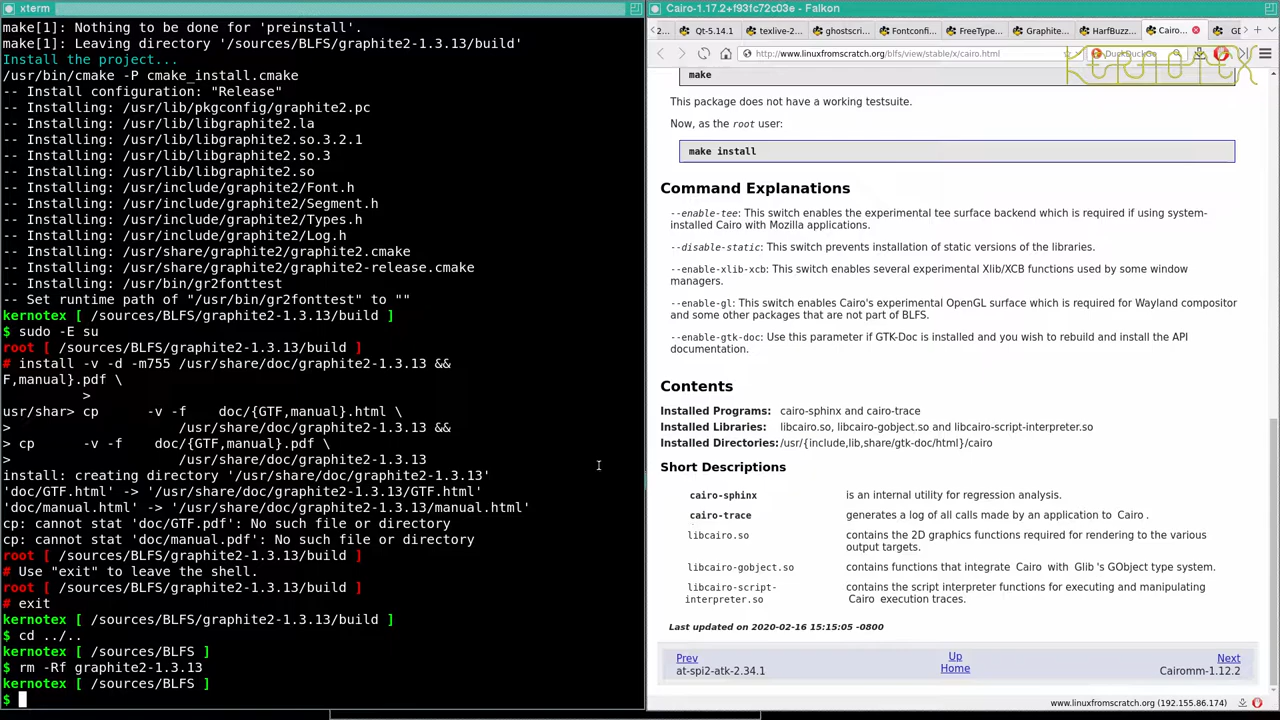 xterm
make[1]: Nothing to be done for 'preinstall'.
make[1]: Leaving directory '/sources/BLFS/graphite2-1.3.13/build'
Install the project...
/usr/bin/cmake -P cmake_install.cmake
-- Install configuration: "Release"
-- Installing: /usr/lib/pkgconfig/graphite2.pc
-- Installing: /usr/lib/libgraphite2.la
-- Installing: /usr/lib/libgraphite2.so.3.2.1
-- Installing: /usr/lib/libgraphite2.so.3
-- Installing: /usr/lib/libgraphite2.so
-- Installing: /usr/include/graphite2/Font.h
-- Installing: /usr/include/graphite2/Segment.h
-- Installing: /usr/include/graphite2/Types.h
-- Installing: /usr/include/graphite2/Log.h
-- Installing: /usr/share/graphite2/graphite2.cmake
-- Installing: /usr/share/graphite2/graphite2-release.cmake
-- Installing: /usr/bin/gr2fonttest
-- Set runtime path of "/usr/bin/gr2fonttest" to ""
kernotex [ /sources/BLFS/graphite2-1.3.13/build ]
$ sudo -E su
root [ /sources/BLFS/graphite2-1.3.13/build ]
# install -v -d -m755 /usr/share/doc/graphite2-1.3.13 &&
F,manual}.pdf \
>
usr/shar> cp -v -f doc/{GTF,manual}.html \
> /usr/share/doc/graphite2-1.3.13 &&
> cp -v -f doc/{GTF,manual}.pdf \
> /usr/share/doc/graphite2-1.3.13
install: creating directory '/usr/share/doc/graphite2-1.3.13'
'doc/GTF.html' -> '/usr/share/doc/graphite2-1.3.13/GTF.html'
'doc/manual.html' -> '/usr/share/doc/graphite2-1.3.13/manual.html'
cp: cannot stat 'doc/GTF.pdf': No such file or directory
cp: cannot stat 'doc/manual.pdf': No such file or directory
root [ /sources/BLFS/graphite2-1.3.13/build ]
# Use "exit" to leave the shell.
root [ /sources/BLFS/graphite2-1.3.13/build ]
# exit
kernotex [ /sources/BLFS/graphite2-1.3.13/build ]
$ cd ../..
kernotex [ /sources/BLFS ]
$ rm -Rf graphite2-1.3.13
kernotex [ /sources/BLFS ]
$
Cairo-1.17.2+f93fc72c03e - Falkon
2... Qt-5.14.1 texlive-2... ghostscri... Fontconfi... FreeType... Graphite... HarfBuzz... Cairo... GD
http://www.linuxfromscratch.org/blfs/view/stable/x/cairo.html DuckDuckGo
KERNOTEX
make
This package does not have a working testsuite.
Now, as the root user:
make install
Command Explanations
--enable-tee: This switch enables the experimental tee surface backend which is required if using system-
installed Cairo with Mozilla applications.
--disable-static: This switch prevents installation of static versions of the libraries.
--enable-xlib-xcb: This switch enables several experimental Xlib/XCB functions used by some window
managers.
--enable-gl: This switch enables Cairo's experimental OpenGL surface which is required for Wayland compositor
and some other packages that are not part of BLFS.
--enable-gtk-doc: Use this parameter if GTK-Doc is installed and you wish to rebuild and install the API
documentation.
Contents
Installed Programs: cairo-sphinx and cairo-trace
Installed Libraries: libcairo.so, libcairo-gobject.so and libcairo-script-interpreter.so
Installed Directories: /usr/{include,lib,share/gtk-doc/html}/cairo
Short Descriptions
cairo-sphinx is an internal utility for regression analysis.
cairo-trace generates a log of all calls made by an application to Cairo .
libcairo.so contains the 2D graphics functions required for rendering to the various
output targets.
libcairo-gobject.so contains functions that integrate Cairo with Glib 's GObject type system.
libcairo-script- contains the script interpreter functions for executing and manipulating
interpreter.so Cairo execution traces.
Last updated on 2020-02-16 15:15:05 -0800
Prev Up Next
at-spi2-atk-2.34.1 Home Cairomm-1.12.2
www.linuxfromscratch.org (192.155.86.174)